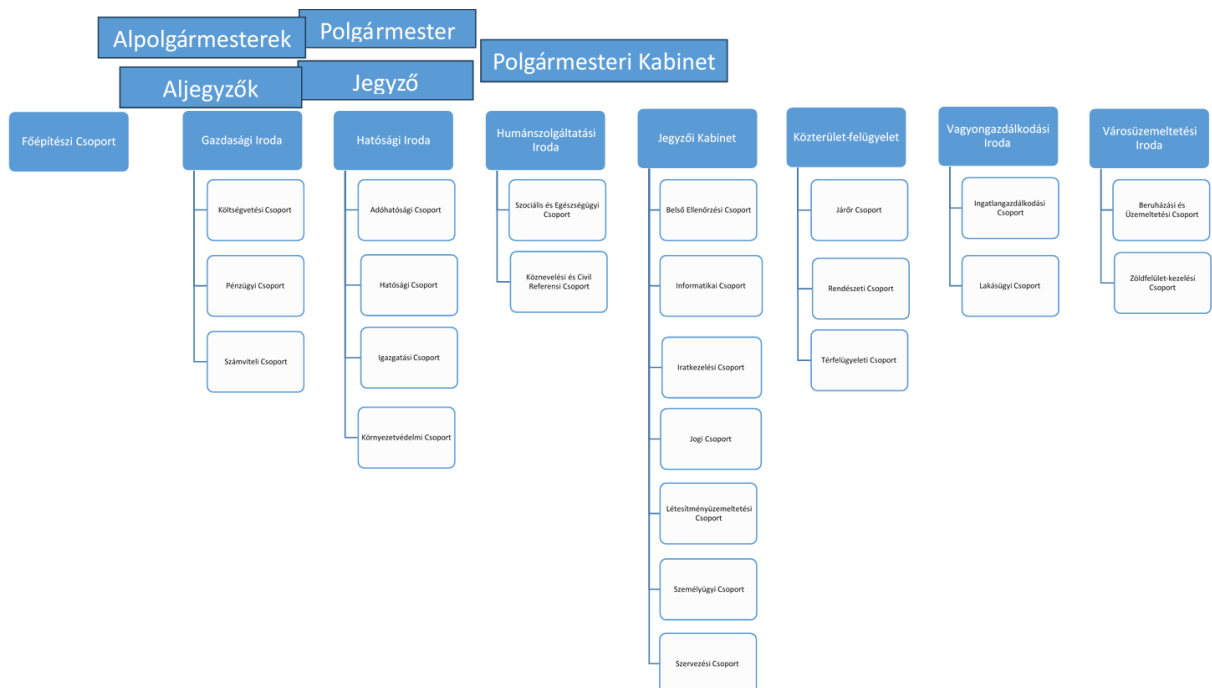 Alpolgármesterek
Polgármester
Polgármesteri Kabinet
Aljegyzők
Jegyző
Főépítészi Csoport
Gazdasági Iroda
Költségvetési Csoport
Pénzügyi Csoport
Számviteli Csoport
Hatósági Iroda
Adóhatósági Csoport
Hatósági Csoport
Igazgatási Csoport
Környezetvédelmi Csoport
Humánszolgáltatási
Iroda
Szociális és Egészségügyi
Csoport
Köznevelési és Civil
Referensi Csoport
Jegyzői Kabinet
Belső Ellenőrzési Csoport
Informatikai Csoport
Iratkezelési Csoport
Jogi Csoport
Létesítményüzemeltetési
Csoport
Személyügyi Csoport
Szervezési Csoport
Közterület-felügyelet
Járőr Csoport
Rendészeti Csoport
Térfelügyeleti Csoport
Vagyongazdálkodási
Iroda
Ingatlangazdálkodási
Csoport
Lakásügyi Csoport
Városüzemeltetési
Iroda
Beruházási és
Üzemeltetési Csoport
Zöldfelület-kezelési
Csoport